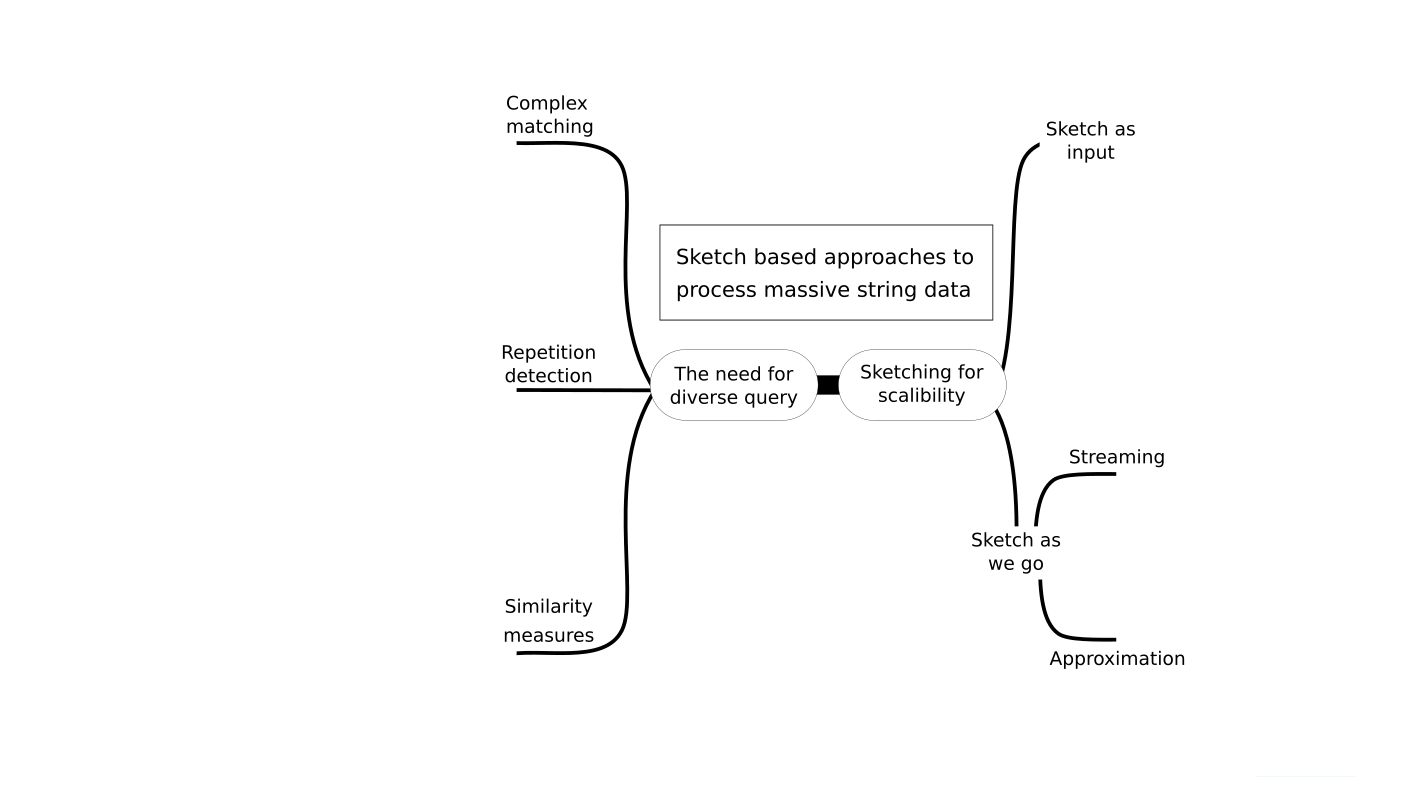 Complex
matching
Sketch as
input
Sketch based approaches to
process massive string data
Repetition
detection
The need for
diverse query
Sketching for
scalibility
Streaming
Sketch as
we go
Similarity
measures
Approximation